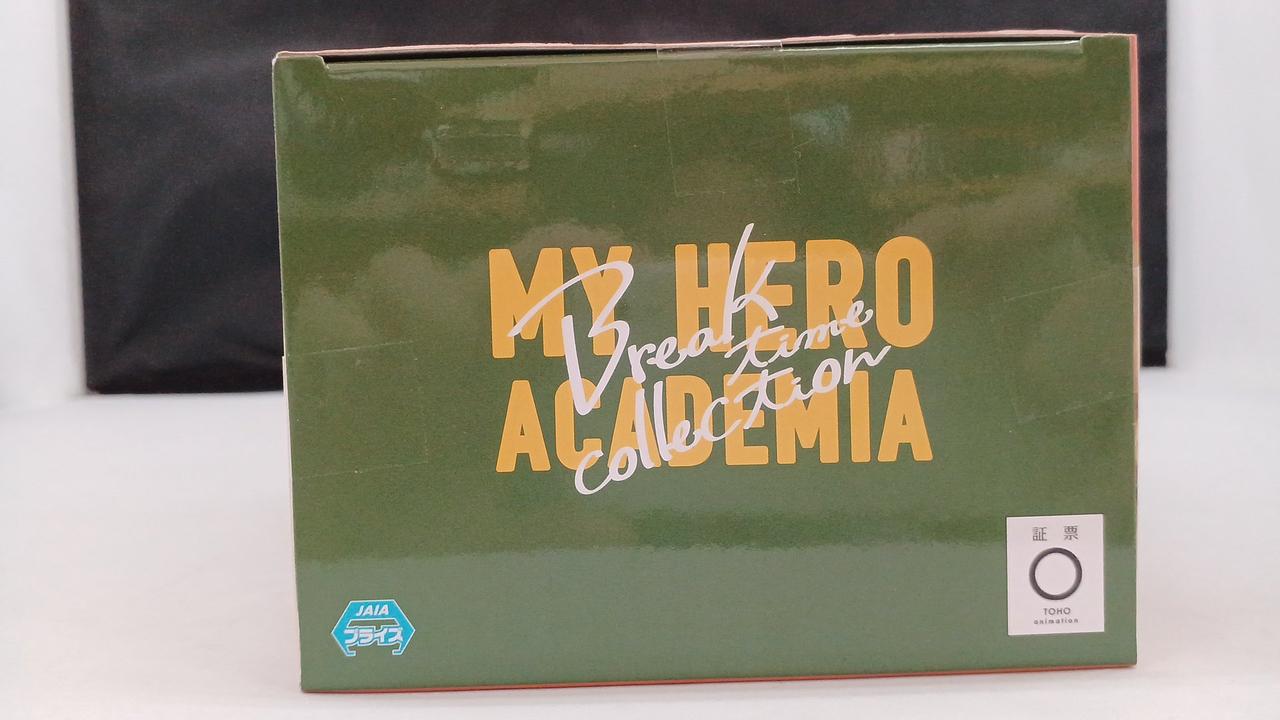 MY HERO
ACADEMIA
Break
time
collection
証 票
TOHO
animation
JAIA
プライズ